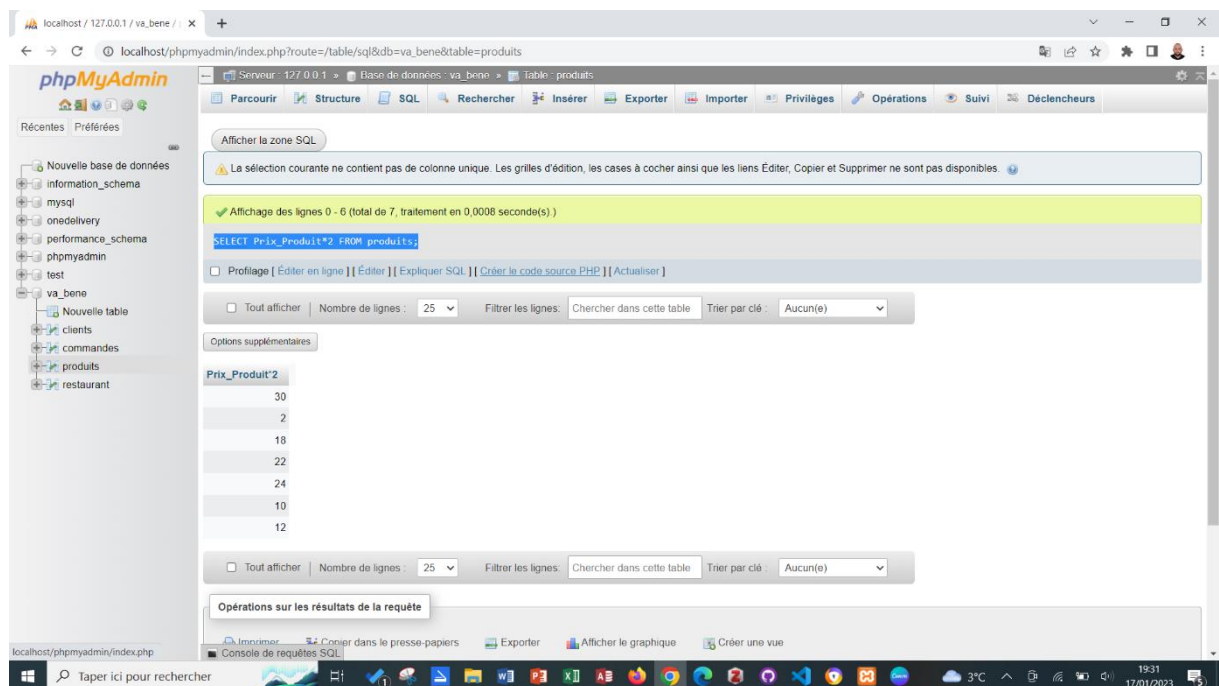 localhost / 127.0.0.1 / va_bene /
localhost/phpmyadmin/index.php?route=/table/sql&db=va_bene&table=produits
phpMyAdmin
Récentes Préférées
Nouvelle base de données
information_schema
mysql
onedelivery
performance_schema
phpmyadmin
test
va_bene
Nouvelle table
clients
commandes
produits
restaurant
Serveur : 127.0.0.1 » Base de données : va_bene » Table : produits
Parcourir Structure SQL Rechercher Insérer Exporter Importer Privilèges Opérations Suivi Déclencheurs
Afficher la zone SQL
La sélection courante ne contient pas de colonne unique. Les grilles d'édition, les cases à cocher ainsi que les liens Éditer, Copier et Supprimer ne sont pas disponibles.
Affichage des lignes 0 - 6 (total de 7, traitement en 0,0008 seconde(s).)
SELECT Prix_Produit*2 FROM produits;
Profilage [ Éditer en ligne ] [ Éditer ] [ Expliquer SQL ] [ Créer le code source PHP ] [ Actualiser ]
Tout afficher | Nombre de lignes : 25 Filtrer les lignes: Chercher dans cette table Trier par clé : Aucun(e)
Options supplémentaires
Prix_Produit*2
30
2
18
22
24
10
12
Tout afficher | Nombre de lignes : 25 Filtrer les lignes: Chercher dans cette table Trier par clé : Aucun(e)
Opérations sur les résultats de la requête
Imprimer Copier dans le presse-papiers Exporter Afficher le graphique Créer une vue
localhost/phpmyadmin/index.php
Console de requêtes SQL
Taper ici pour rechercher
3°C
19:31
17/01/2023